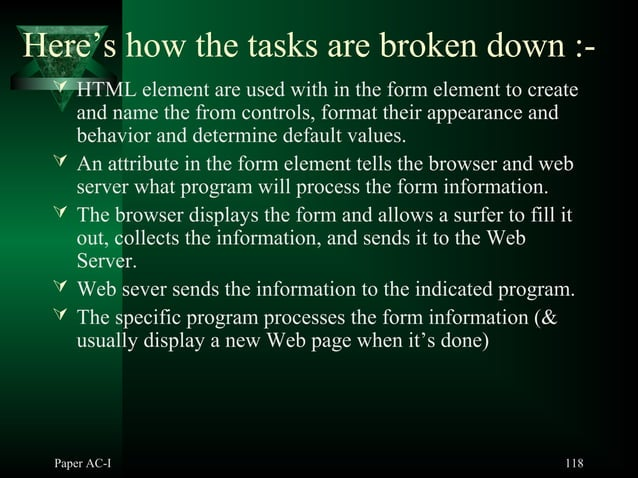 Here’s how the tasks are broken down :-
HTML element are used with in the form element to create
and name the from controls, format their appearance and
behavior and determine default values.
An attribute in the form element tells the browser and web
server what program will process the form information.
The browser displays the form and allows a surfer to fill it
out, collects the information, and sends it to the Web
Server.
Web sever sends the information to the indicated program.
The specific program processes the form information (&
usually display a new Web page when it’s done)
Paper AC-I
118